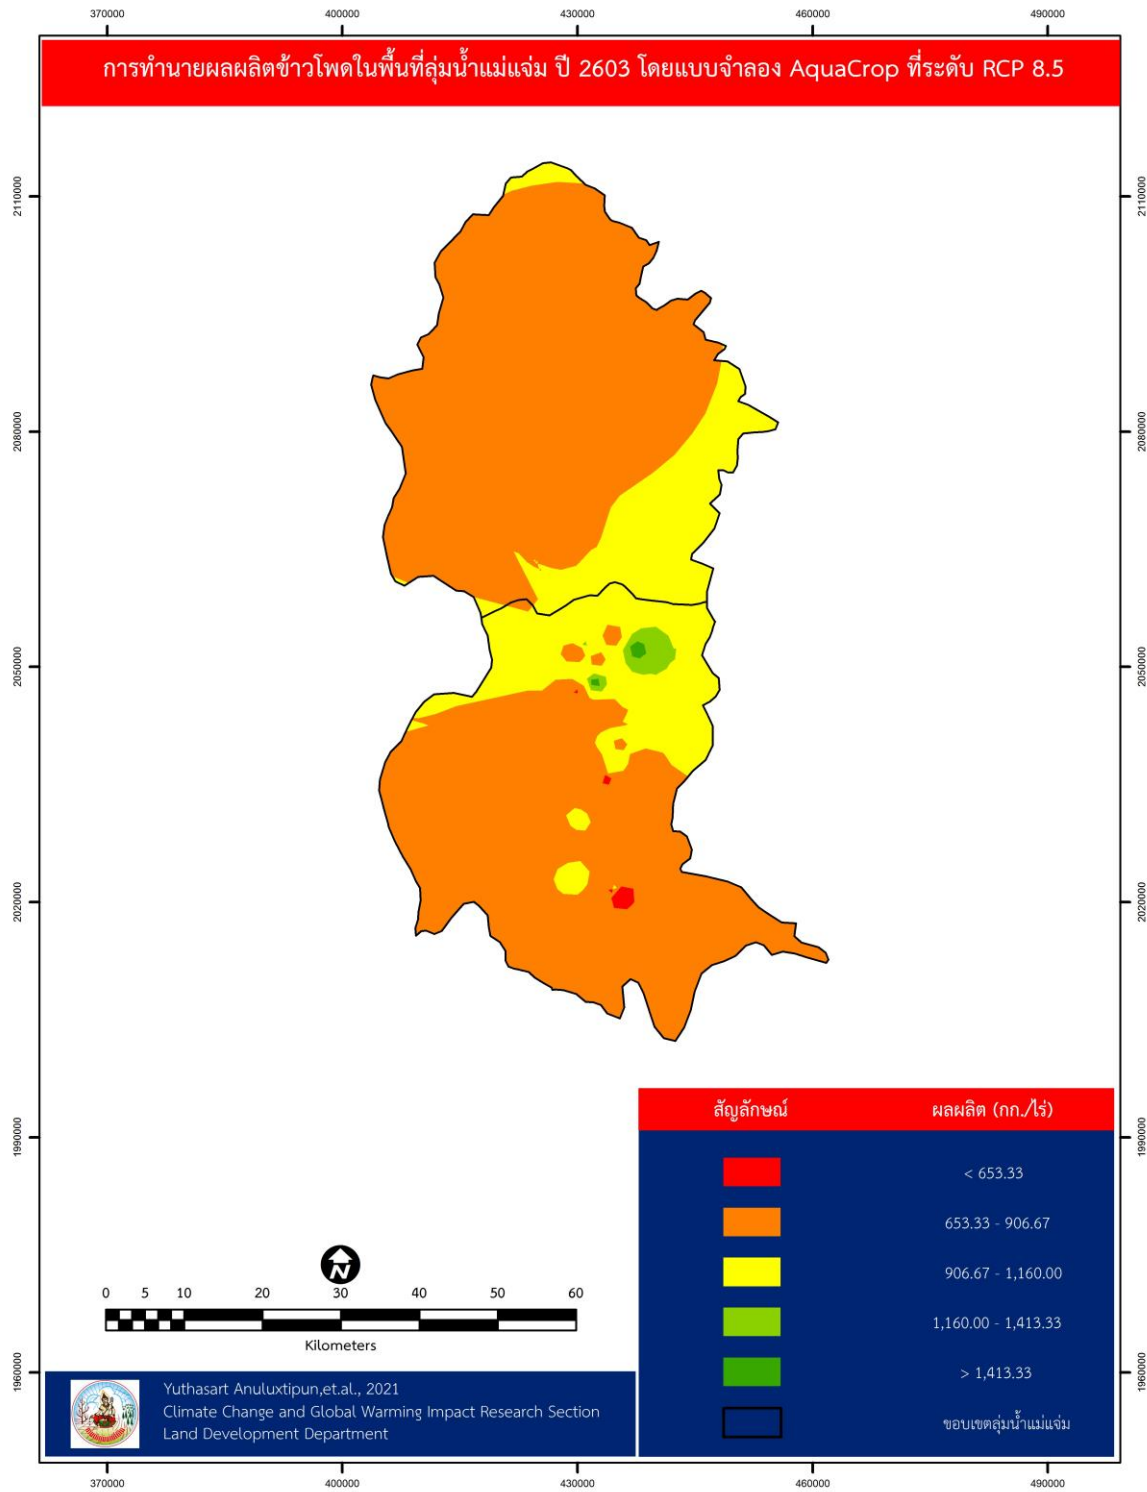 370000 400000 430000 460000 490000
การทำนายผลผลิตข้าวโพดในพื้นที่ลุ่มน้ำแม่แจ่ม ปี 2603 โดยแบบจำลอง AquaCrop ที่ระดับ RCP 8.5
2110000 2110000
2080000 2080000
2050000 2050000
2020000 2020000
1990000 1990000
1960000 1960000
สัญลักษณ์ ผลผลิต (กก./ไร่)
< 653.33
653.33 - 906.67
906.67 - 1,160.00
1,160.00 - 1,413.33
> 1,413.33
ขอบเขตลุ่มน้ำแม่แจ่ม
N
0 5 10 20 30 40 50 60
Kilometers
Yuthasart Anuluxtipun,et.al., 2021
Climate Change and Global Warming Impact Research Section
Land Development Department
370000 400000 430000 460000 490000